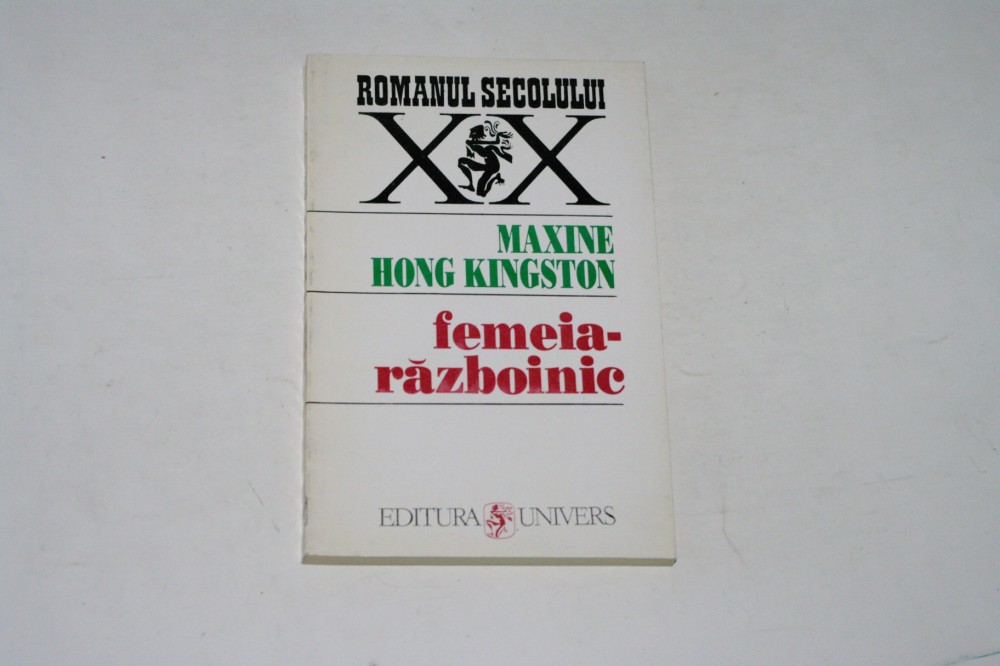 ROMANUL SECOLULUI
XX
MAXINE
HONG KINGSTON
femeia-
războinic
EDITURA UNIVERS